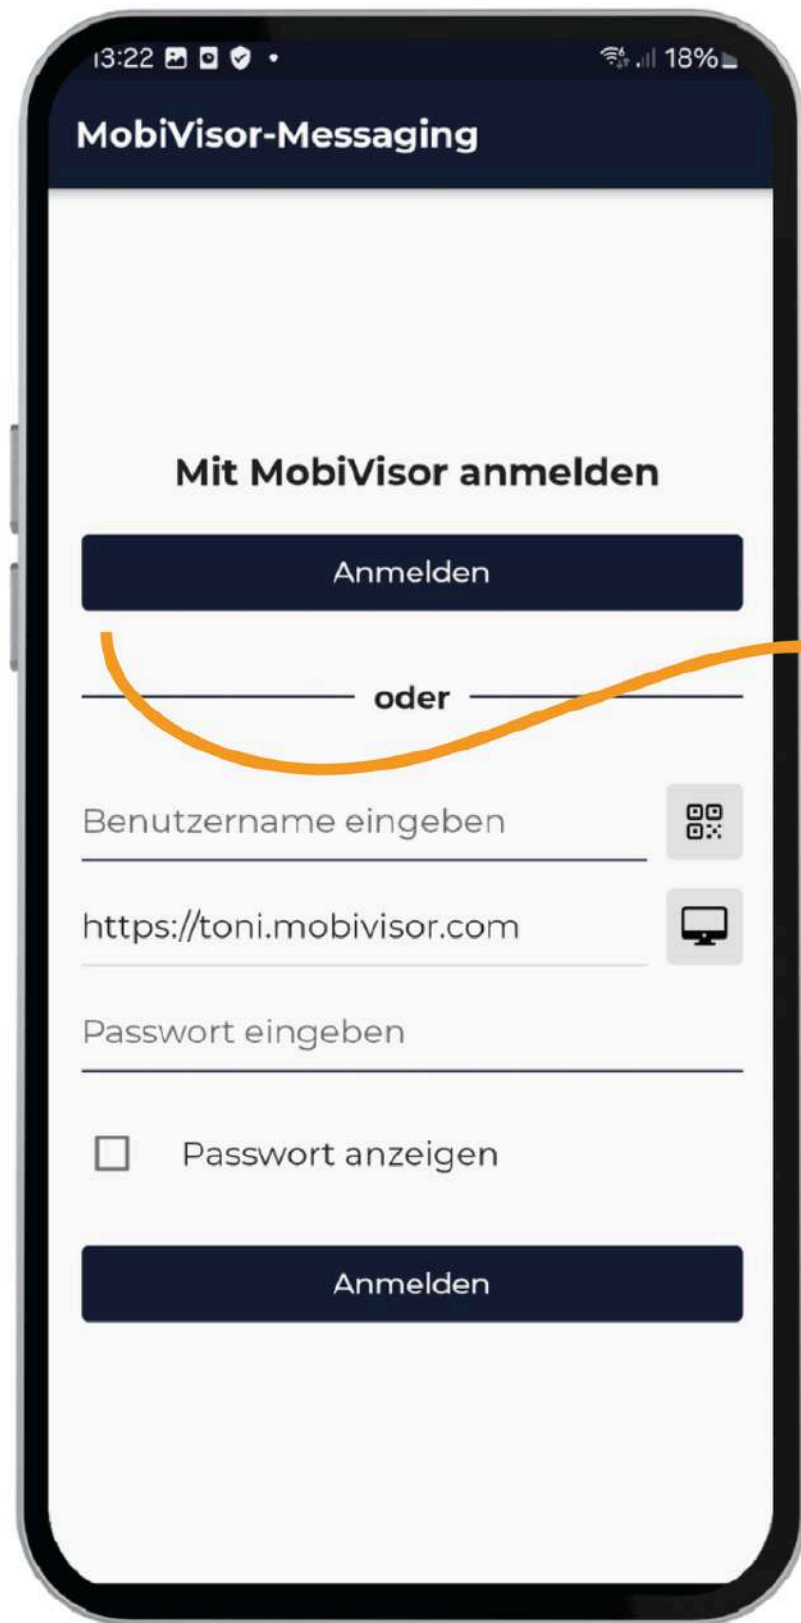 13:22 18%
MobiVisor-Messaging
Mit MobiVisor anmelden
Anmelden
oder
Benutzername eingeben
https://toni.mobivisor.com
Passwort eingeben
Passwort anzeigen
Anmelden